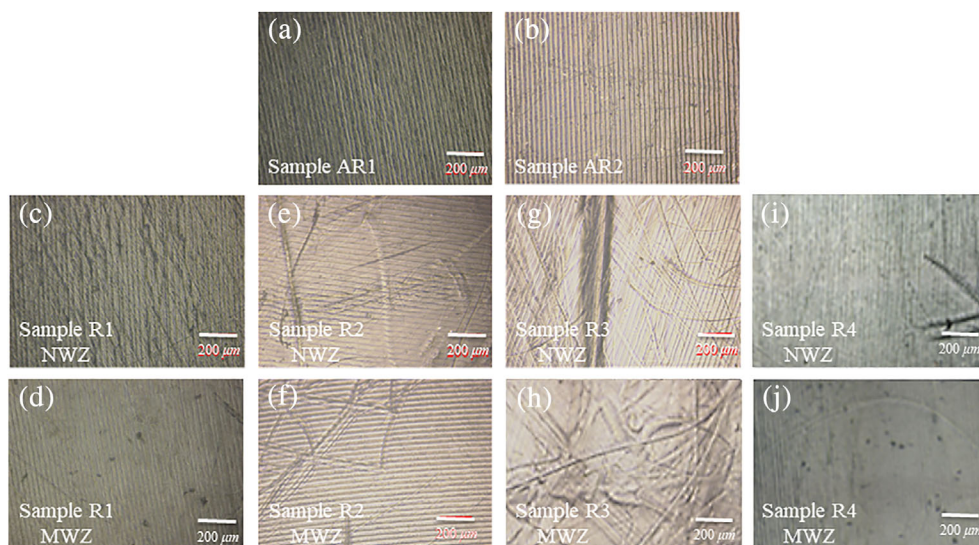 (a)
Sample AR1
200 µm
(b)
Sample AR2
200 µm
(c)
Sample R1
NWZ
200 µm
(e)
Sample R2
NWZ
200 µm
(g)
Sample R3
NWZ
200 µm
(i)
Sample R4
NWZ
200 µm
(d)
Sample R1
MWZ
200 µm
(f)
Sample R2
MWZ
200 µm
(h)
Sample R3
MWZ
200 µm
(j)
Sample R4
MWZ
200 µm